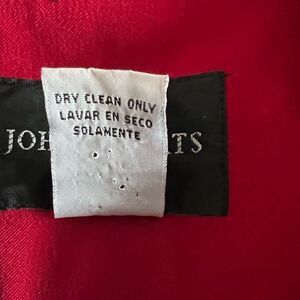 DRY CLEAN ONLY
LAVAR EN SECO
SOLAMENTE